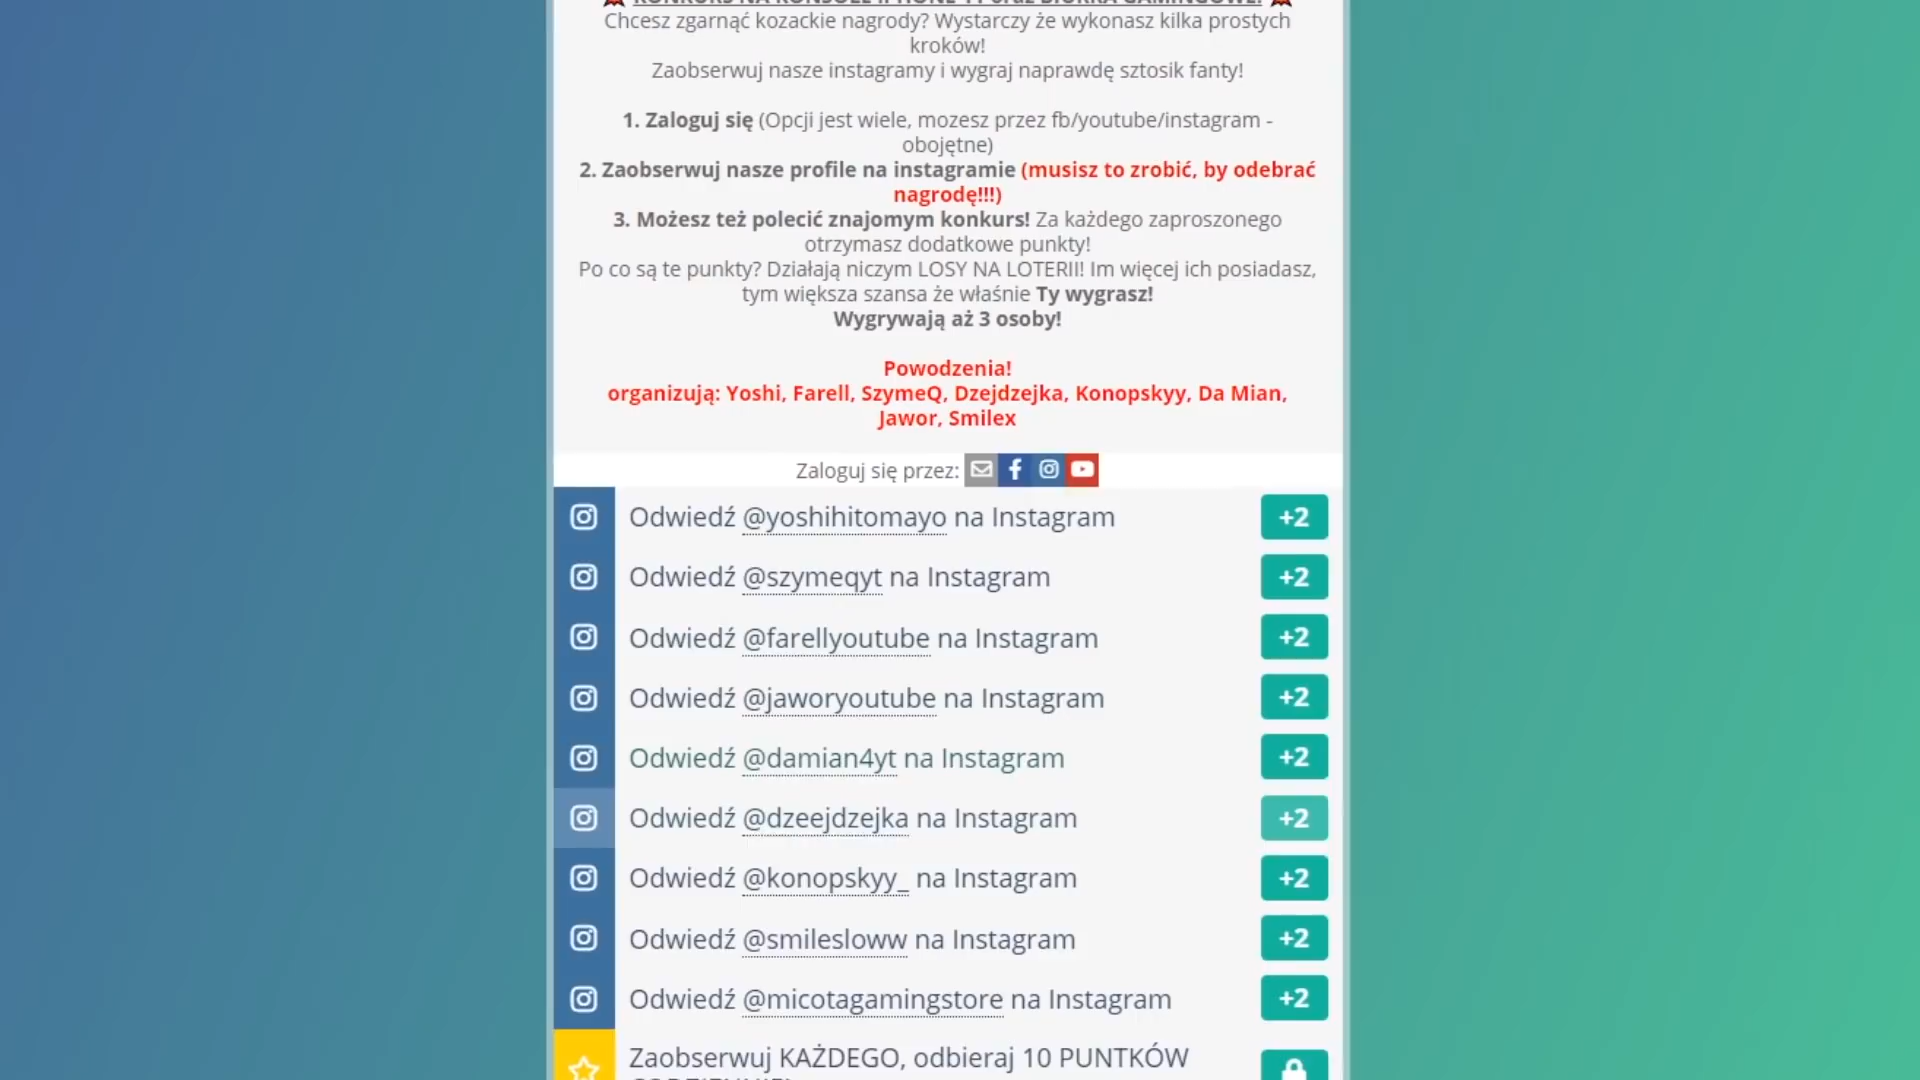 Chcesz zgarnąć kozackie nagrody? Wystarczy że wykonasz kilka prostych
kroków!
Zaobserwuj nasze instagramy i wygraj naprawdę sztosik fanty!
1. Zaloguj się (Opcji jest wiele, mozesz przez fb/youtube/instagram -
obojętne)
2. Zaobserwuj nasze profile na instagramie (musisz to zrobić, by odebrać
nagrodę!!!)
3. Możesz też polecić znajomym konkurs! Za każdego zaproszonego
otrzymasz dodatkowe punkty!
Po co są te punkty? Działają niczym LOSY NA LOTERII! Im więcej ich posiadasz,
tym większa szansa że właśnie Ty wygrasz!
Wygrywają aż 3 osoby!
Powodzenia!
organizują: Yoshi, Farell, SzymeQ, Dzejdzejka, Konopskyy, Da Mian,
Jawor, Smilex
Zaloguj się przez:
Odwiedź @yoshihitomayo na Instagram +2
Odwiedź @szymeqyt na Instagram +2
Odwiedź @farellyoutube na Instagram +2
Odwiedź @jaworyoutube na Instagram +2
Odwiedź @damian4yt na Instagram +2
Odwiedź @dzeejdzejka na Instagram +2
Odwiedź @konopskyy_ na Instagram +2
Odwiedź @smilesloww na Instagram +2
Odwiedź @micotagamingstore na Instagram +2
Zaobserwuj KAŻDEGO, odbieraj 10 PUNTKÓW